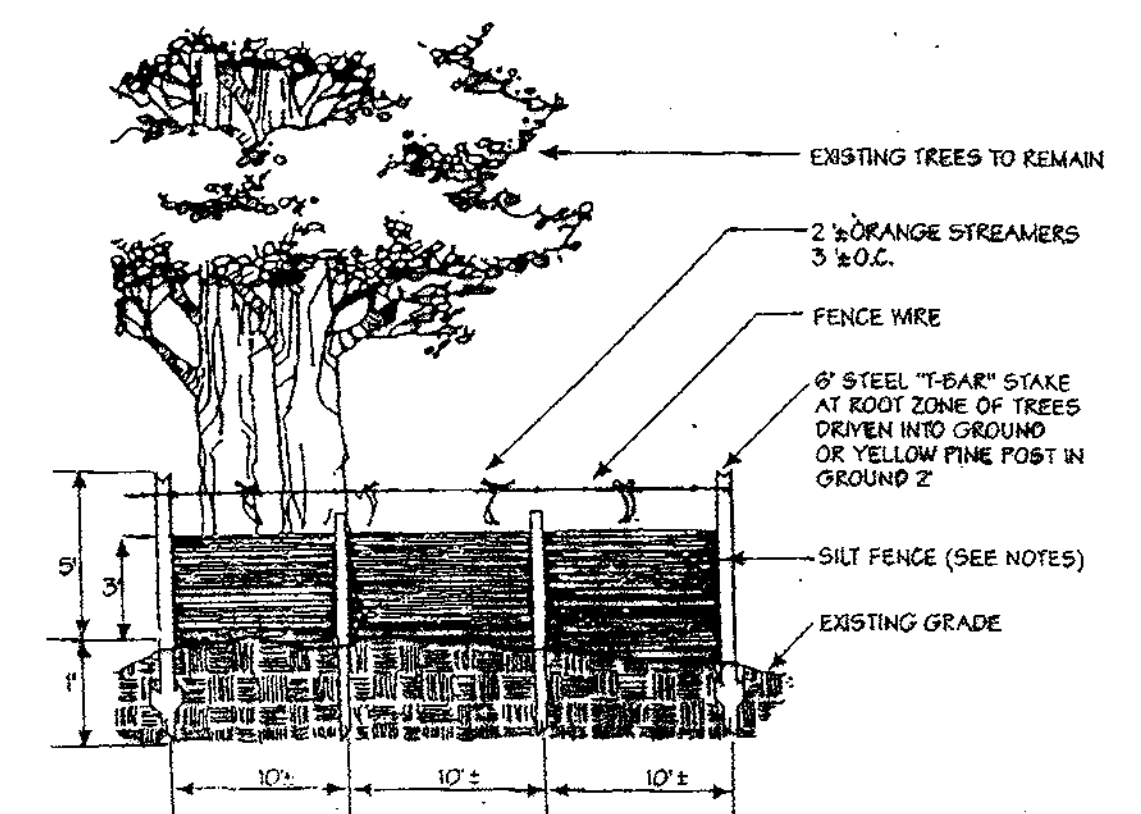 EXISTING TREES TO REMAIN
2'± ORANGE STREAMERS
3'± O.C.
FENCE WIRE
6' STEEL "T-BAR" STAKE
AT ROOT ZONE OF TREES
DRIVEN INTO GROUND
OR YELLOW PINE POST IN
GROUND 2'
SILT FENCE (SEE NOTES)
EXISTING GRADE
5'
3'
1'
10'±
10'±
10'±